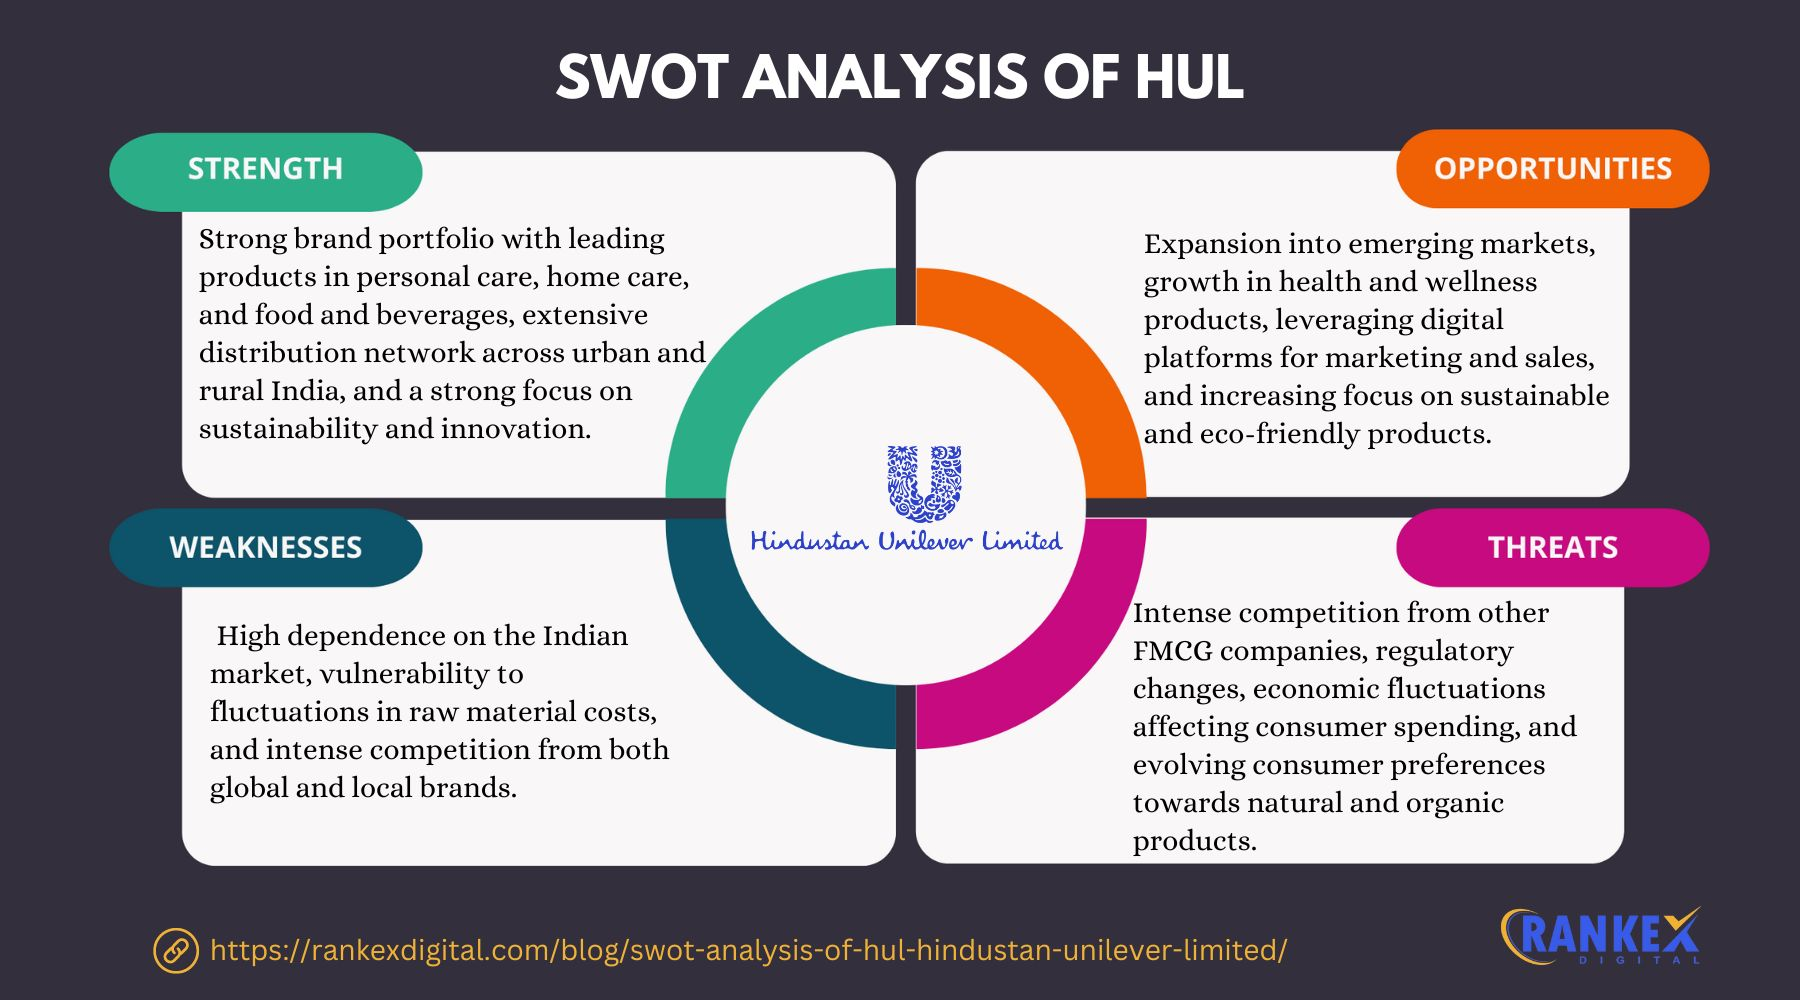 SWOT ANALYSIS OF HUL
STRENGTH
Strong brand portfolio with leading
products in personal care, home care,
and food and beverages, extensive
distribution network across urban and
rural India, and a strong focus on
sustainability and innovation.
OPPORTUNITIES
Expansion into emerging markets,
growth in health and wellness
products, leveraging digital
platforms for marketing and sales,
and increasing focus on sustainable
and eco-friendly products.
Hindustan Unilever Limited
WEAKNESSES
High dependence on the Indian
market, vulnerability to
fluctuations in raw material costs,
and intense competition from both
global and local brands.
THREATS
Intense competition from other
FMCG companies, regulatory
changes, economic fluctuations
affecting consumer spending, and
evolving consumer preferences
towards natural and organic
products.
https://rankexdigital.com/blog/swot-analysis-of-hul-hindustan-unilever-limited/
RANKEX
DIGITAL